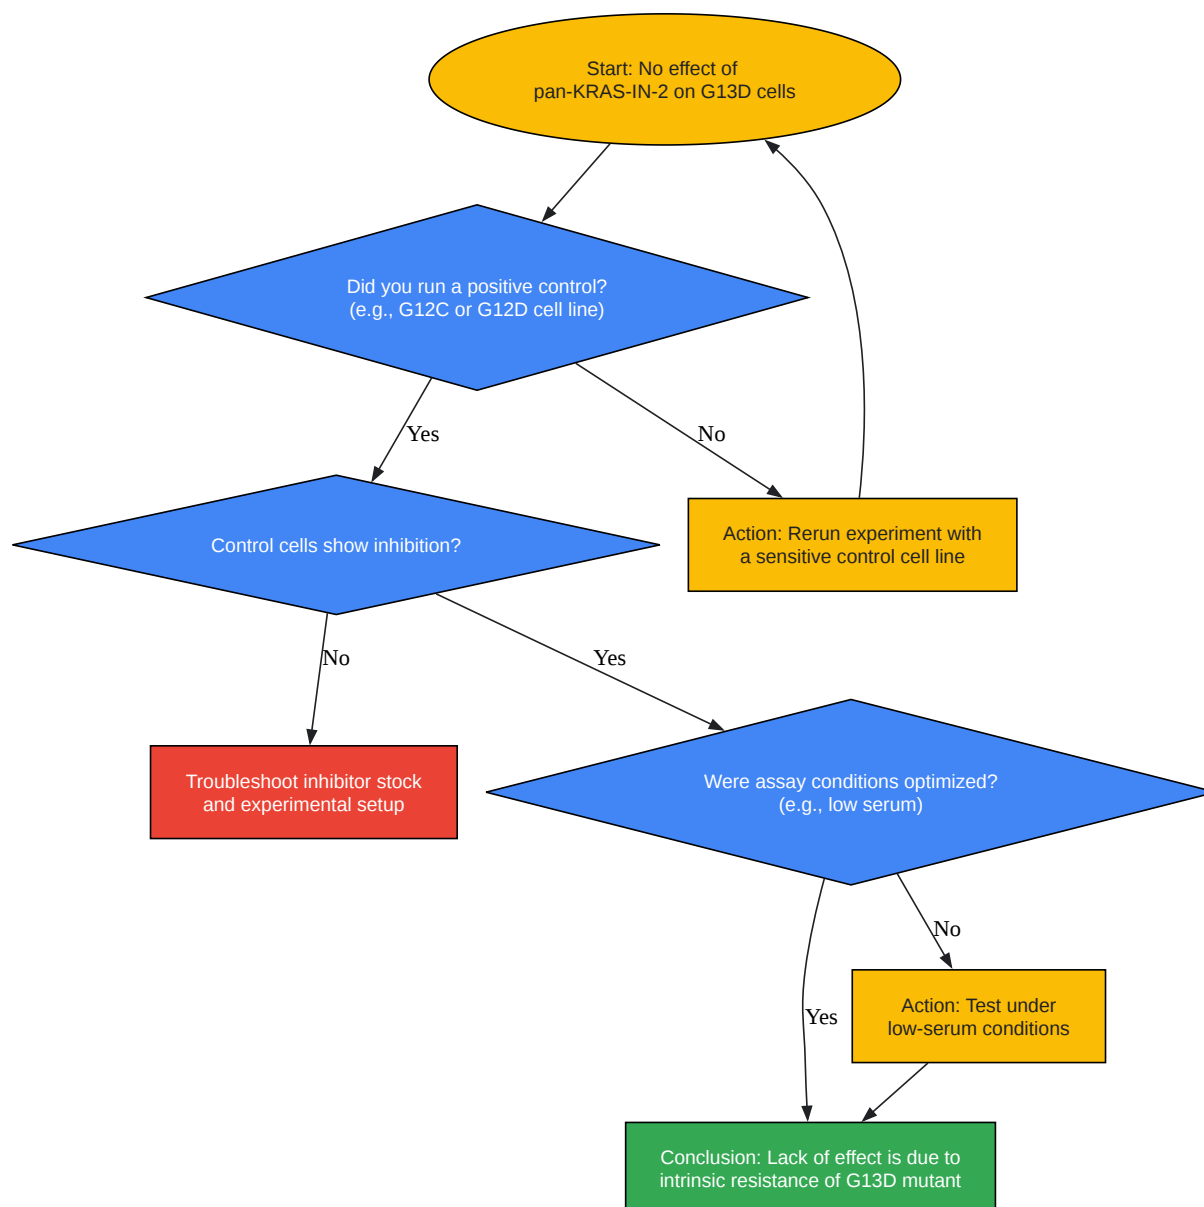 Start: No effect of
pan-KRAS-IN-2 on G13D cells
Did you run a positive control?
(e.g., G12C or G12D cell line)
Yes
No
Control cells show inhibition?
Action: Rerun experiment with
a sensitive control cell line
No
Yes
Troubleshoot inhibitor stock
and experimental setup
Were assay conditions optimized?
(e.g., low serum)
No
Yes
Action: Test under
low-serum conditions
Conclusion: Lack of effect is due to
intrinsic resistance of G13D mutant